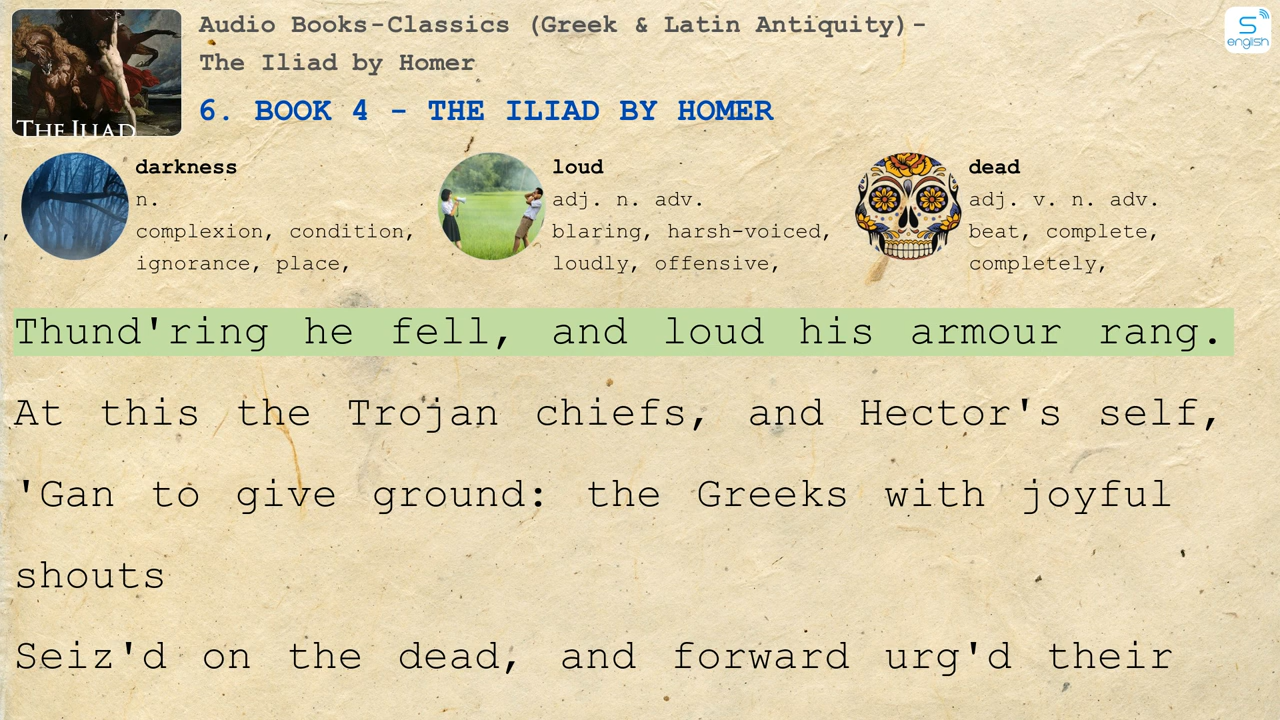 Audio Books-Classics (Greek & Latin Antiquity)-
The Iliad by Homer
6. BOOK 4 - THE ILIAD BY HOMER
THE ILIAD
S
english
,
darkness
n.
complexion, condition,
ignorance, place,
loud
adj. n. adv.
blaring, harsh-voiced,
loudly, offensive,
dead
adj. v. n. adv.
beat, complete,
completely,
Thund'ring he fell, and loud his armour rang.
At this the Trojan chiefs, and Hector's self,
'Gan to give ground: the Greeks with joyful
shouts
Seiz'd on the dead, and forward urg'd their